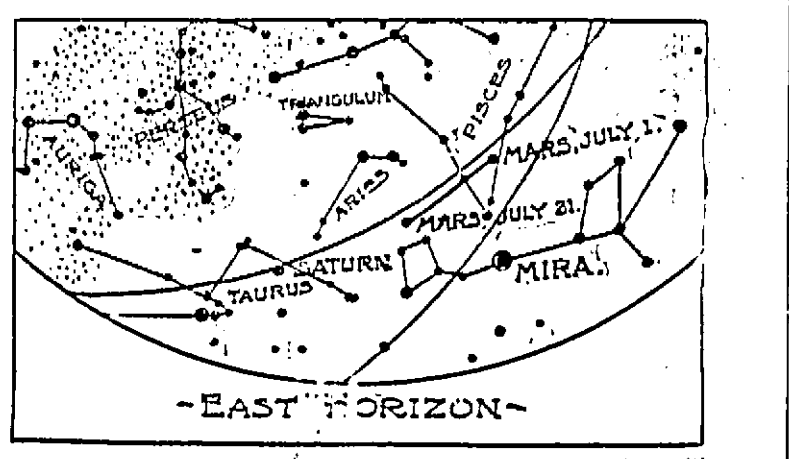 TRIANGULUM
PERSEUS
PISCES
AURIGA
MARS, JULY 1.
ARIES
MARS, JULY 21.
SATURN
MIRA.
TAURUS
-EAST HORIZON-